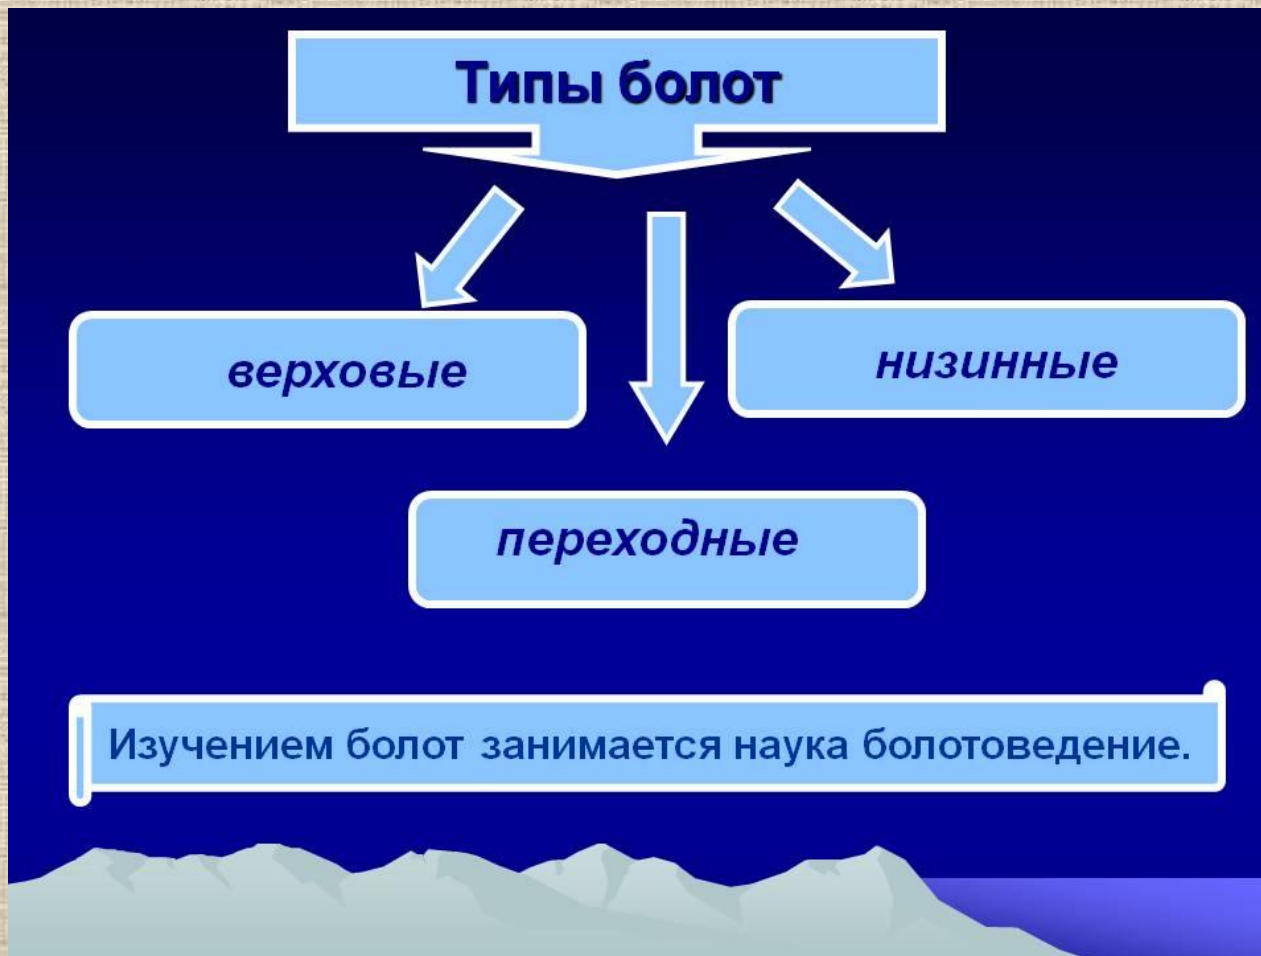 Типы болот
верховые
низинные
переходные
Изучением болот занимается наука болотоведение.